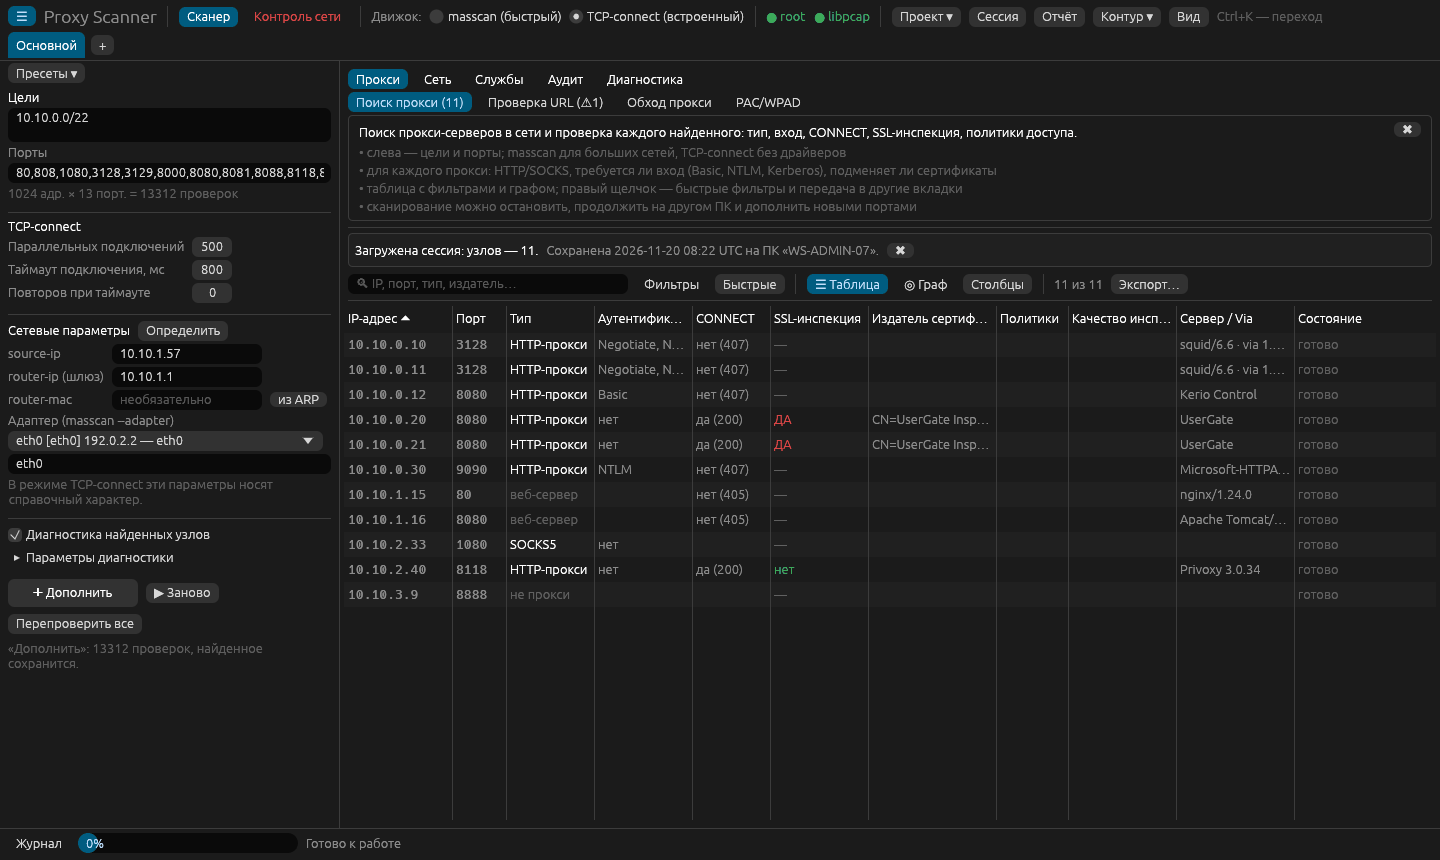 ☰ Proxy Scanner Сканер Контроль сети Движок: masscan (быстрый) TCP-connect (встроенный) root libpcap Проект ▾ Сессия Отчёт Контур ▾ Вид Ctrl+K — переход
Основной +
Пресеты ▾
Цели
10.10.0.0/22
Порты
80,808,1080,3128,3129,8000,8080,8081,8088,8118,8
1024 адр. × 13 порт. = 13312 проверок
TCP-connect
Параллельных подключений 500
Таймаут подключения, мс 800
Повторов при таймауте 0
Сетевые параметры Определить
source-ip 10.10.1.57
router-ip (шлюз) 10.10.1.1
router-mac необязательно из ARP
Адаптер (masscan –adapter)
eth0 [eth0] 192.0.2.2 — eth0
eth0
В режиме TCP-connect эти параметры носят
справочный характер.
Диагностика найденных узлов
▸ Параметры диагностики
+ Дополнить ▶ Заново
Перепроверить все
«Дополнить»: 13312 проверок, найденное
сохранится.
Прокси Сеть Службы Аудит Диагностика
Поиск прокси (11) Проверка URL (⚠1) Обход прокси PAC/WPAD
Поиск прокси-серверов в сети и проверка каждого найденного: тип, вход, CONNECT, SSL-инспекция, политики доступа. ✖
• слева — цели и порты; masscan для больших сетей, TCP-connect без драйверов
• для каждого прокси: HTTP/SOCKS, требуется ли вход (Basic, NTLM, Kerberos), подменяет ли сертификаты
• таблица с фильтрами и графом; правый щелчок — быстрые фильтры и передача в другие вкладки
• сканирование можно остановить, продолжить на другом ПК и дополнить новыми портами
Загружена сессия: узлов — 11. Сохранена 2026-11-20 08:22 UTC на ПК «WS-ADMIN-07». ✖
🔍 IP, порт, тип, издатель… Фильтры Быстрые ☰ Таблица ◎ Граф Столбцы 11 из 11 Экспорт…
IP-адрес Порт Тип Аутентифик… CONNECT SSL-инспекция Издатель сертиф… Политики Качество инсп… Сервер / Via Состояние
10.10.0.10 3128 HTTP-прокси Negotiate, N… нет (407) — squid/6.6 · via 1.… готово
10.10.0.11 3128 HTTP-прокси Negotiate, N… нет (407) — squid/6.6 · via 1.… готово
10.10.0.12 8080 HTTP-прокси Basic нет (407) — Kerio Control готово
10.10.0.20 8080 HTTP-прокси нет да (200) ДА CN=UserGate Insp… UserGate готово
10.10.0.21 8080 HTTP-прокси нет да (200) ДА CN=UserGate Insp… UserGate готово
10.10.0.30 9090 HTTP-прокси NTLM нет (407) — Microsoft-HTTPA… готово
10.10.1.15 80 веб-сервер нет (405) — nginx/1.24.0 готово
10.10.1.16 8080 веб-сервер нет (405) — Apache Tomcat/… готово
10.10.2.33 1080 SOCKS5 нет — готово
10.10.2.40 8118 HTTP-прокси нет да (200) нет Privoxy 3.0.34 готово
10.10.3.9 8888 не прокси — готово
Журнал 0% Готово к работе